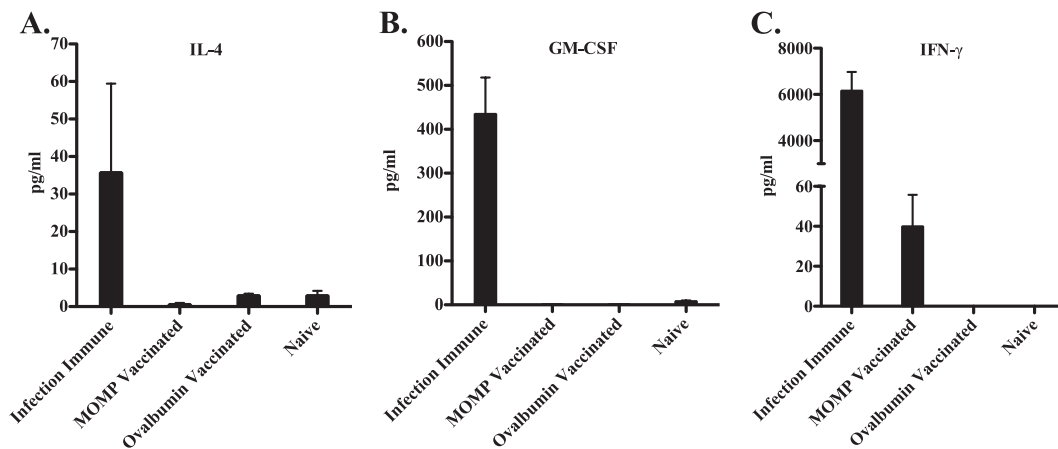 A.
IL-4
70
60
50
40
30
20
10
0
pg/ml
Infection Immune
MOMP Vaccinated
Ovalbumin Vaccinated
Naive
B.
GM-CSF
600
500
400
300
200
100
0
pg/ml
Infection Immune
MOMP Vaccinated
Ovalbumin Vaccinated
Naive
C.
IFN-γ
8000
6000
4000
60
40
20
0
pg/ml
Infection Immune
MOMP Vaccinated
Ovalbumin Vaccinated
Naive